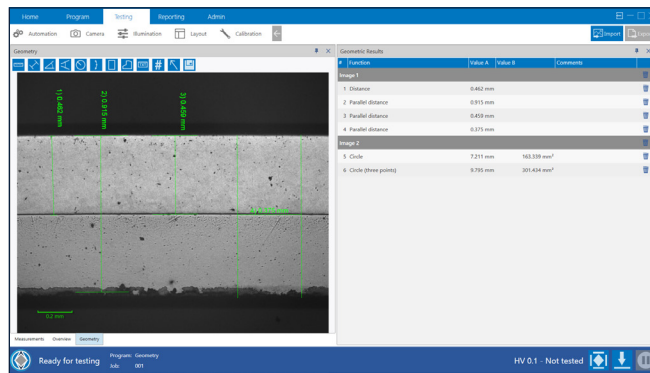 Home Program Testing Reporting Admin
Automation Camera Illumination Layout Calibration Import Export
Geometry
Geometric Results
# Function Value A Value B Comments
Image 1
1 Distance 0.462 mm
2 Parallel distance 0.915 mm
3 Parallel distance 0.459 mm
4 Parallel distance 0.375 mm
Image 2
5 Circle 7.211 mm 163.339 mm²
6 Circle (three points) 9.795 mm 301.424 mm²
1) 0.462 mm
2) 0.915 mm
3) 0.459 mm
0.2 mm
Measurements Overview Geometry
Ready for testing
Program: Geometry
Job: 001
HV 0.1 - Not tested